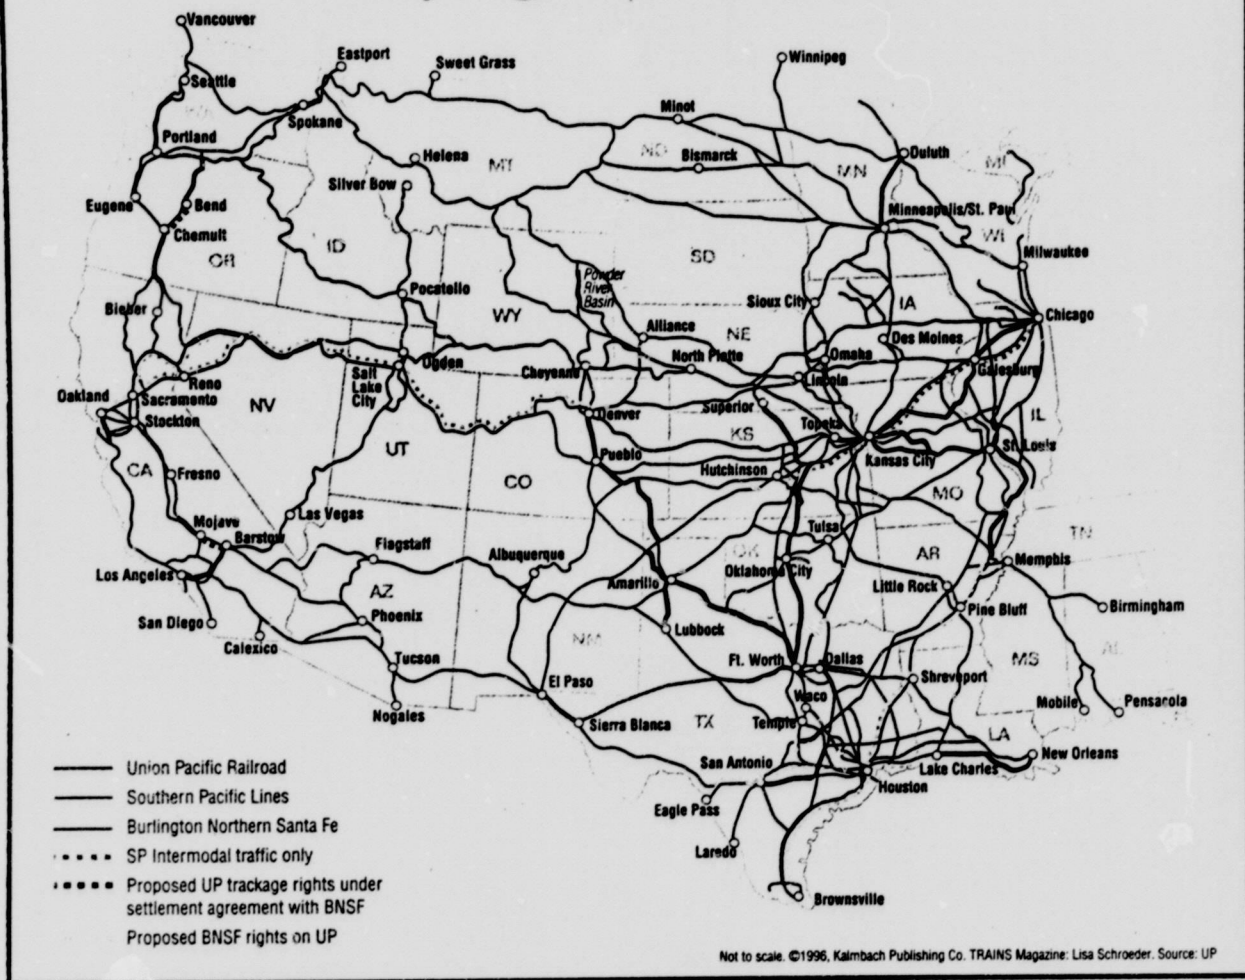 Vancouver
Eastport
Sweet Grass
Winnipeg
Seattle
WA
Minot
Spokane
Portland
ND
Bismarck
Duluth
MI
Helena
MT
MN
Silver Bow
Eugene
Bend
Minneapolis/St. Paul
Chemult
WI
ID
OR
SD
Milwaukee
Powder
River
Basin
Pocatello
Bieber
WY
Sioux City
IA
Chicago
Alliance
NE
Des Moines
North Platte
Omaha
Ogden
Salt
Lake
City
Cheyenne
Lincoln
Galesburg
Reno
Oakland
Sacramento
NV
Superior
Denver
IL
Stockton
Topeka
KS
UT
Pueblo
Kansas City
St. Louis
CA
Fresno
Hutchinson
CO
MO
Las Vegas
Mojave
Barstow
Tulsa
TN
Flagstaff
Albuquerque
OK
AR
Los Angeles
Amarillo
Oklahoma City
Memphis
AZ
Little Rock
Pine Bluff
Birmingham
San Diego
Phoenix
Lubbock
Calexico
NM
AL
Tucson
Ft. Worth
Dallas
MS
El Paso
Shreveport
Waco
Mobile
Pensacola
Nogales
Sierra Blanca
TX
Temple
LA
San Antonio
New Orleans
Lake Charles
Houston
Eagle Pass
Laredo
Brownsville
Union Pacific Railroad
Southern Pacific Lines
Burlington Northern Santa Fe
SP Intermodal traffic only
Proposed UP trackage rights under
settlement agreement with BNSF
Proposed BNSF rights on UP
Not to scale. ©1996, Kalmbach Publishing Co. TRAINS Magazine: Lisa Schroeder. Source: UP